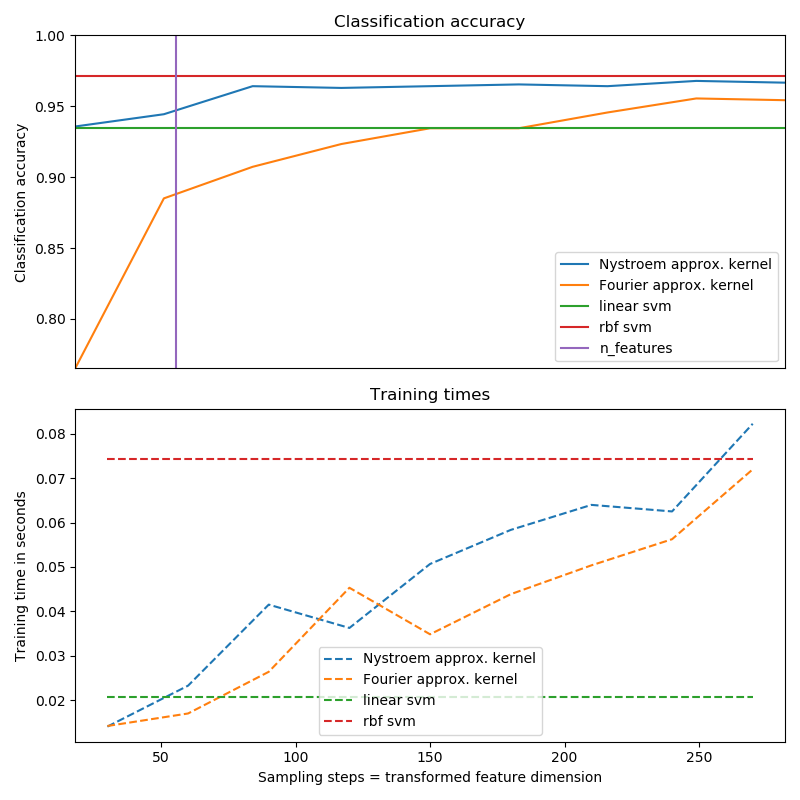 Classification accuracy
1.00
0.95
0.90
0.85
0.80
Classification accuracy
Nystroem approx. kernel
Fourier approx. kernel
linear svm
rbf svm
n_features
Training times
0.08
0.07
0.06
0.05
0.04
0.03
0.02
Training time in seconds
Nystroem approx. kernel
Fourier approx. kernel
linear svm
rbf svm
50
100
150
200
250
Sampling steps = transformed feature dimension